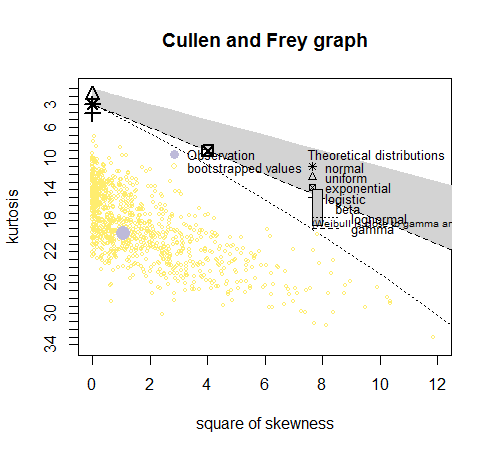 Cullen and Frey graph
kurtosis
3
6
10
14
18
22
26
30
34
Observation
bootstrapped values
Theoretical distributions
normal
uniform
exponential
logistic
beta
lognormal
gamma
0 2 4 6 8 10 12
square of skewness